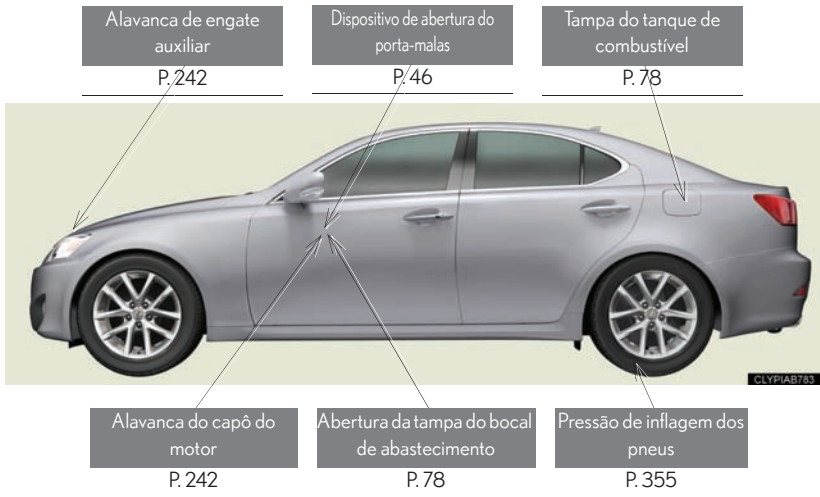 Alavanca de engate
auxiliar
P. 242
Dispositivo de abertura do
porta-malas
P. 46
Tampa do tanque de
combustível
P. 78
CLYPIAB783
Alavanca do capô do
motor
P. 242
Abertura da tampa do bocal
de abastecimento
P. 78
Pressão de inflagem dos
pneus
P. 355